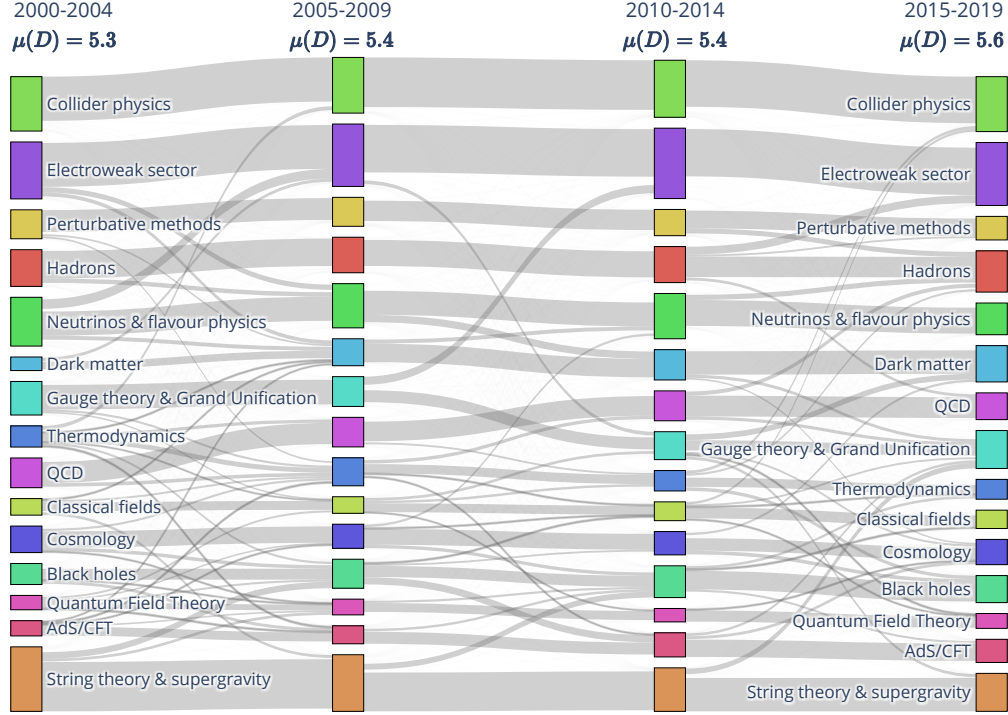 2000-2004 2005-2009 2010-2014 2015-2019
μ(D) = 5.3 μ(D) = 5.4 μ(D) = 5.4 μ(D) = 5.6
Collider physics Collider physics
Electroweak sector Electroweak sector
Perturbative methods Perturbative methods
Hadrons Hadrons
Neutrinos & flavour physics Neutrinos & flavour physics
Dark matter Dark matter
Gauge theory & Grand Unification QCD
Thermodynamics Gauge theory & Grand Unification
QCD Thermodynamics
Classical fields Classical fields
Cosmology Cosmology
Black holes Black holes
Quantum Field Theory Quantum Field Theory
AdS/CFT AdS/CFT
String theory & supergravity String theory & supergravity